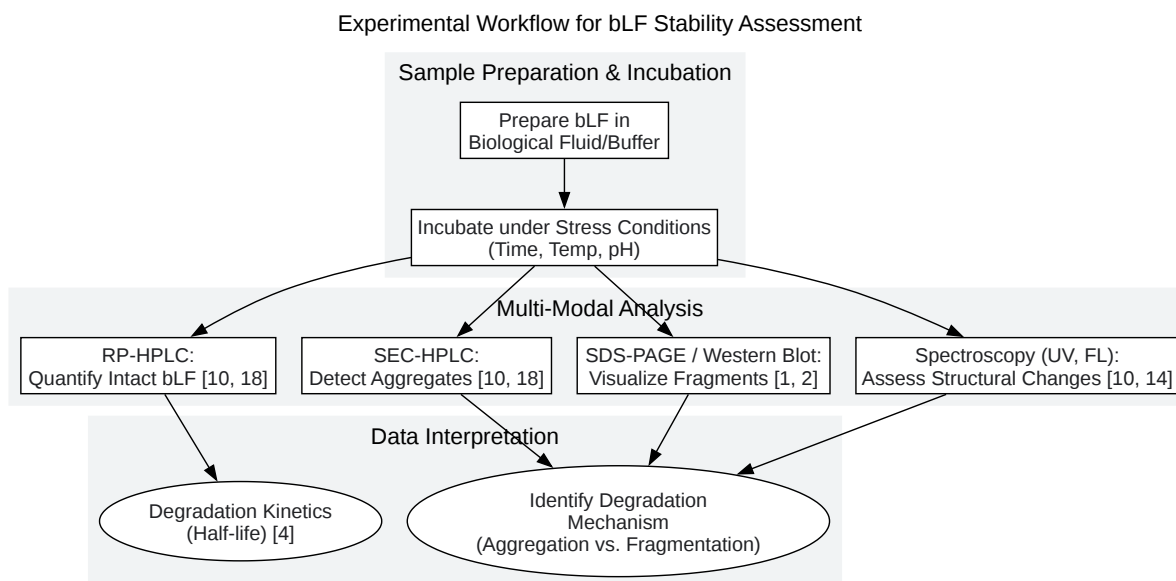 Experimental Workflow for bLF Stability Assessment
Sample Preparation & Incubation
Prepare bLF in
Biological Fluid/Buffer
Incubate under Stress Conditions
(Time, Temp, pH)
Multi-Modal Analysis
RP-HPLC:
Quantify Intact bLF [10, 18]
SEC-HPLC:
Detect Aggregates [10, 18]
SDS-PAGE / Western Blot:
Visualize Fragments [1, 2]
Spectroscopy (UV, FL):
Assess Structural Changes [10, 14]
Data Interpretation
Degradation Kinetics
(Half-life) [4]
Identify Degradation
Mechanism
(Aggregation vs. Fragmentation)